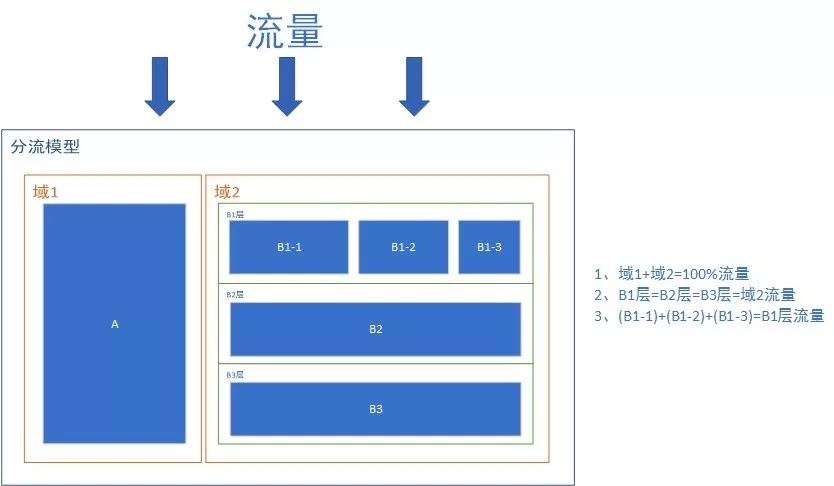 流量
分流模型
域1
域2
A
B1层
B1-1
B1-2
B1-3
B2层
B2
B3层
B3
1、域1+域2=100%流量
2、B1层=B2层=B3层=域2流量
3、(B1-1)+(B1-2)+(B1-3)=B1层流量